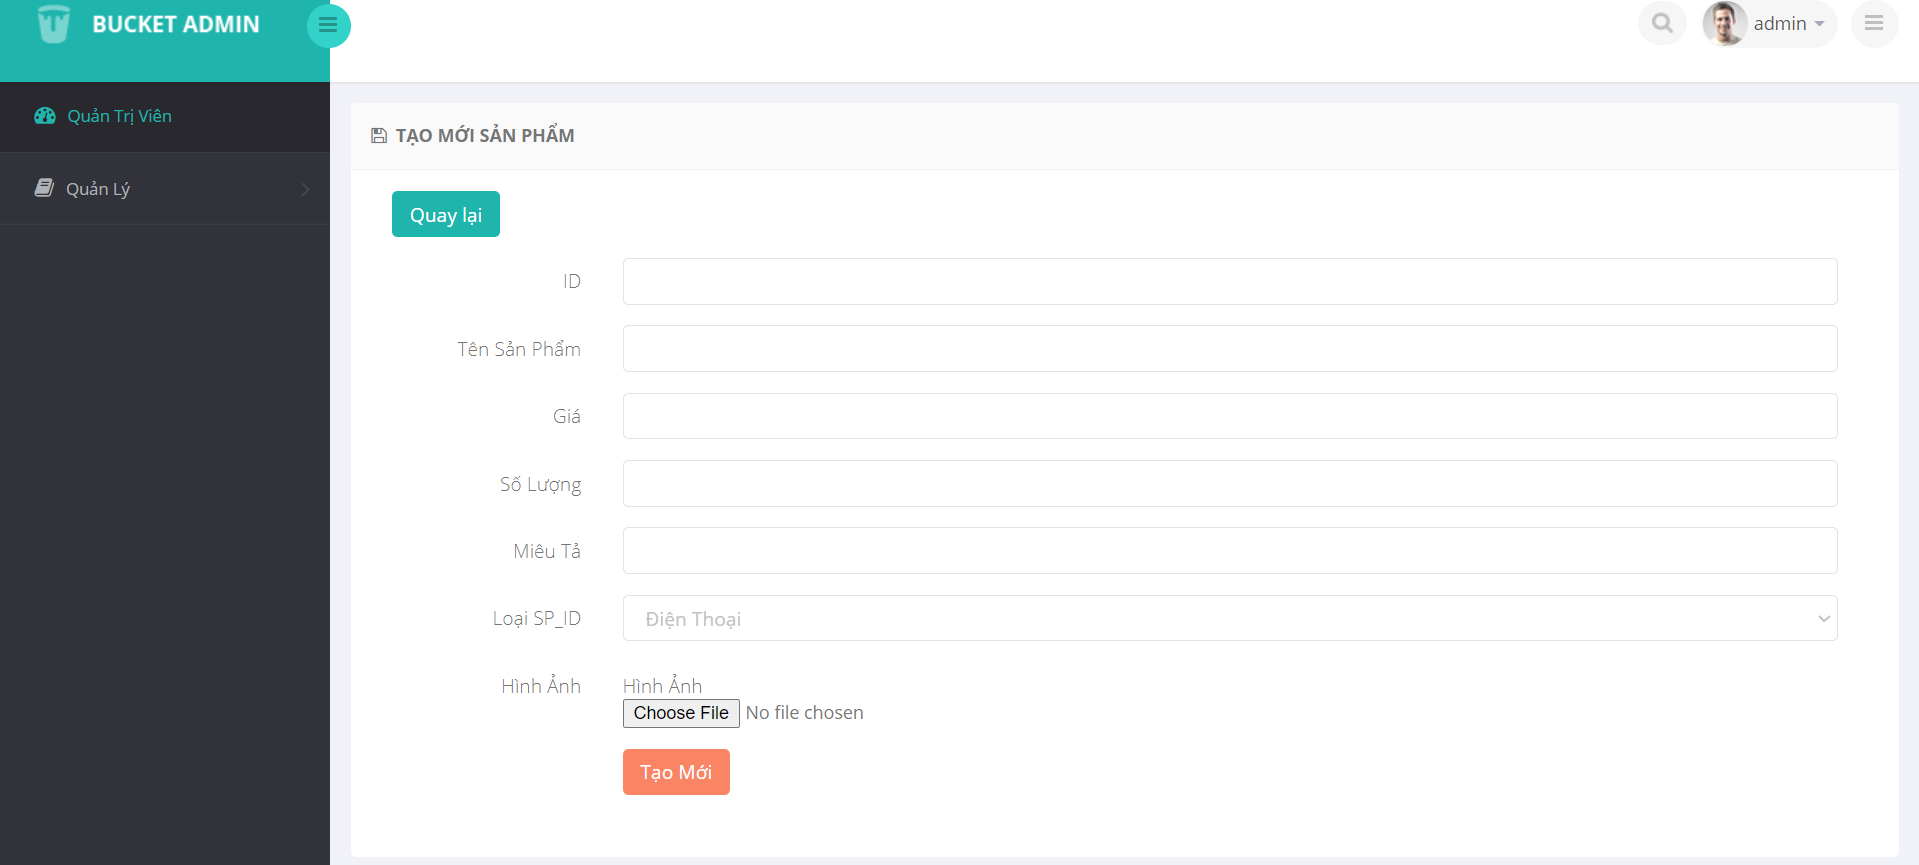 BUCKET ADMIN
admin
Quản Trị Viên
Quản Lý
TẠO MỚI SẢN PHẨM
Quay lại
ID
Tên Sản Phẩm
Giá
Số Lượng
Miêu Tả
Loại SP_ID
Điện Thoại
Hình Ảnh
Hình Ảnh
Choose File No file chosen
Tạo Mới